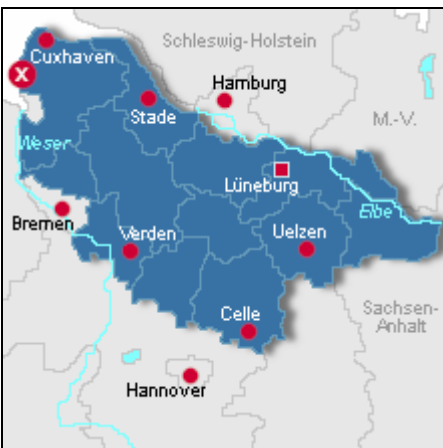 Schleswig-Holstein
Cuxhaven
X
Hamburg
Stade
M.-V.
Weser
Lüneburg
Elbe
Bremen
Verden
Uelzen
Sachsen-
Anhalt
Celle
Hannover